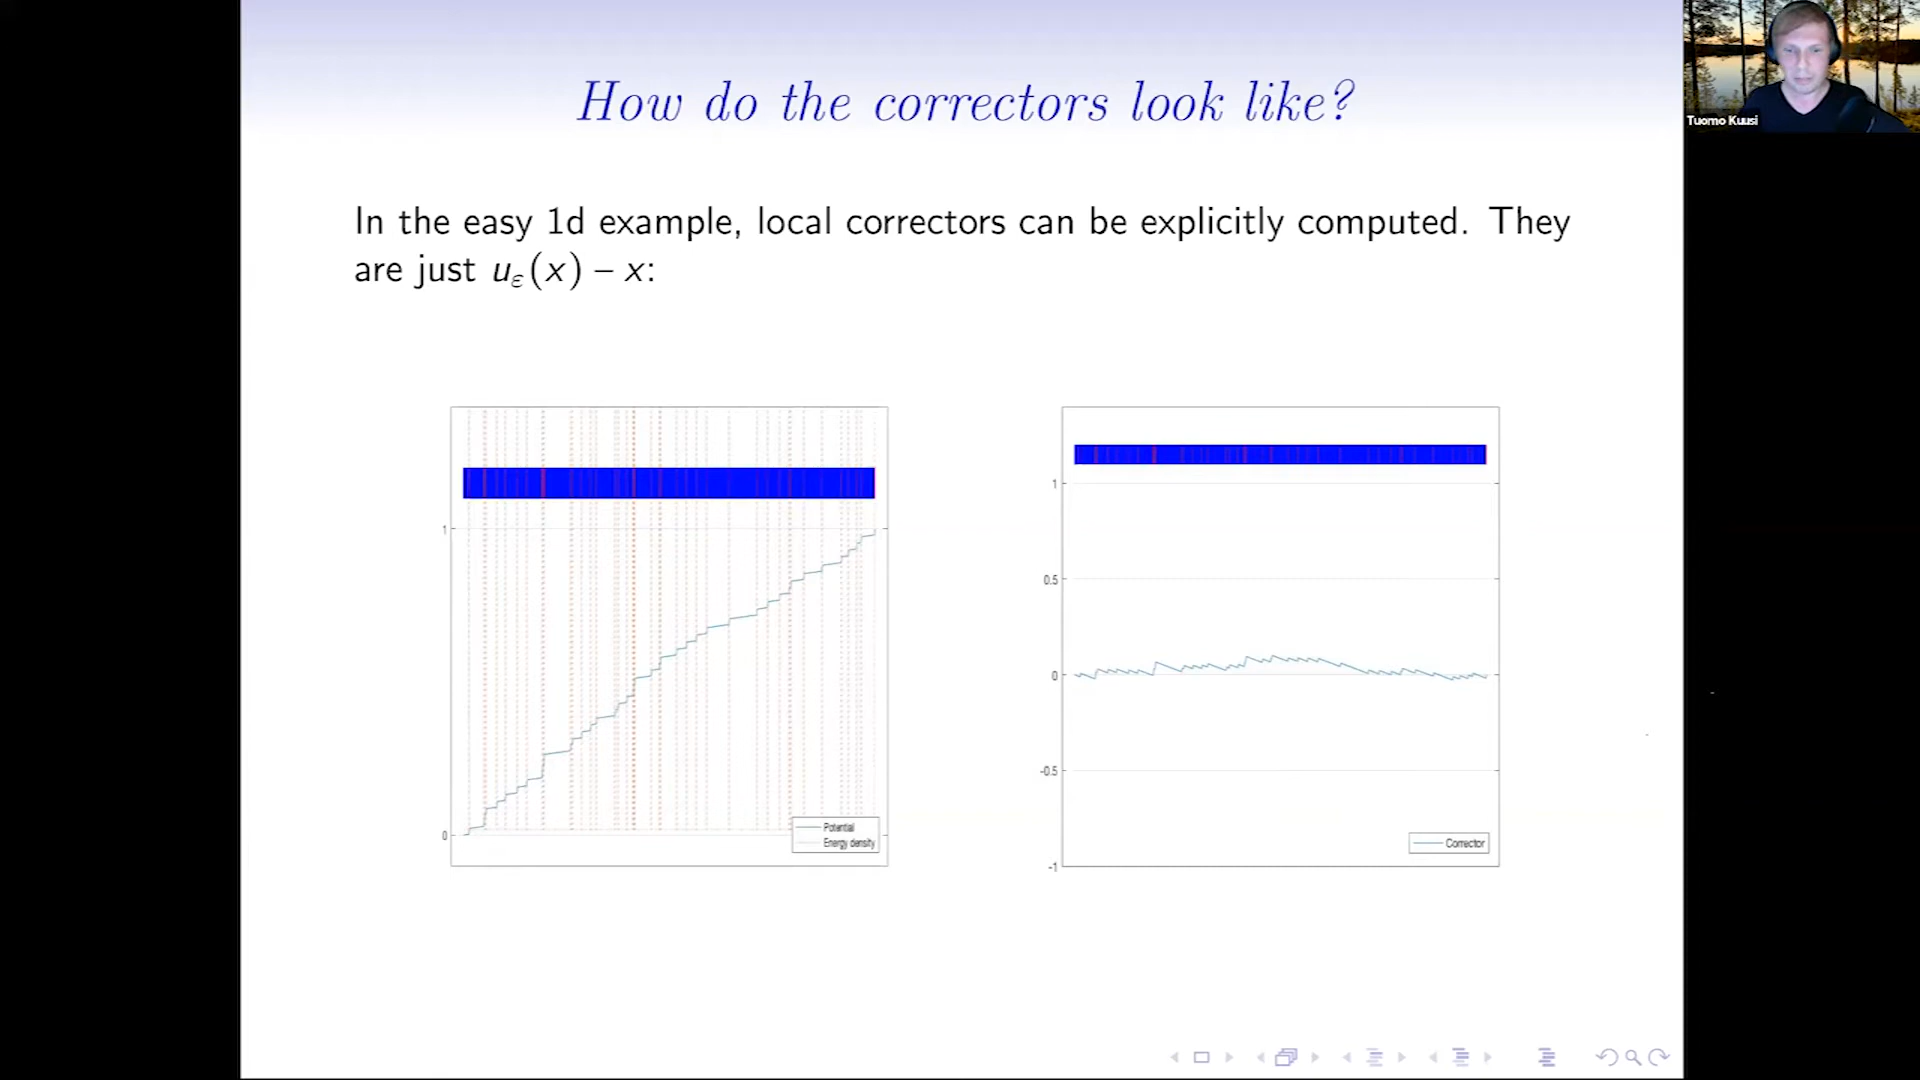 How do the correctors look like?
Tuomo Kuusi
In the easy 1d example, local correctors can be explicitly computed. They
are just uε(x) – x:
1
0
Potential
Energy density
1
0.5
0
-0.5
-1
Corrector